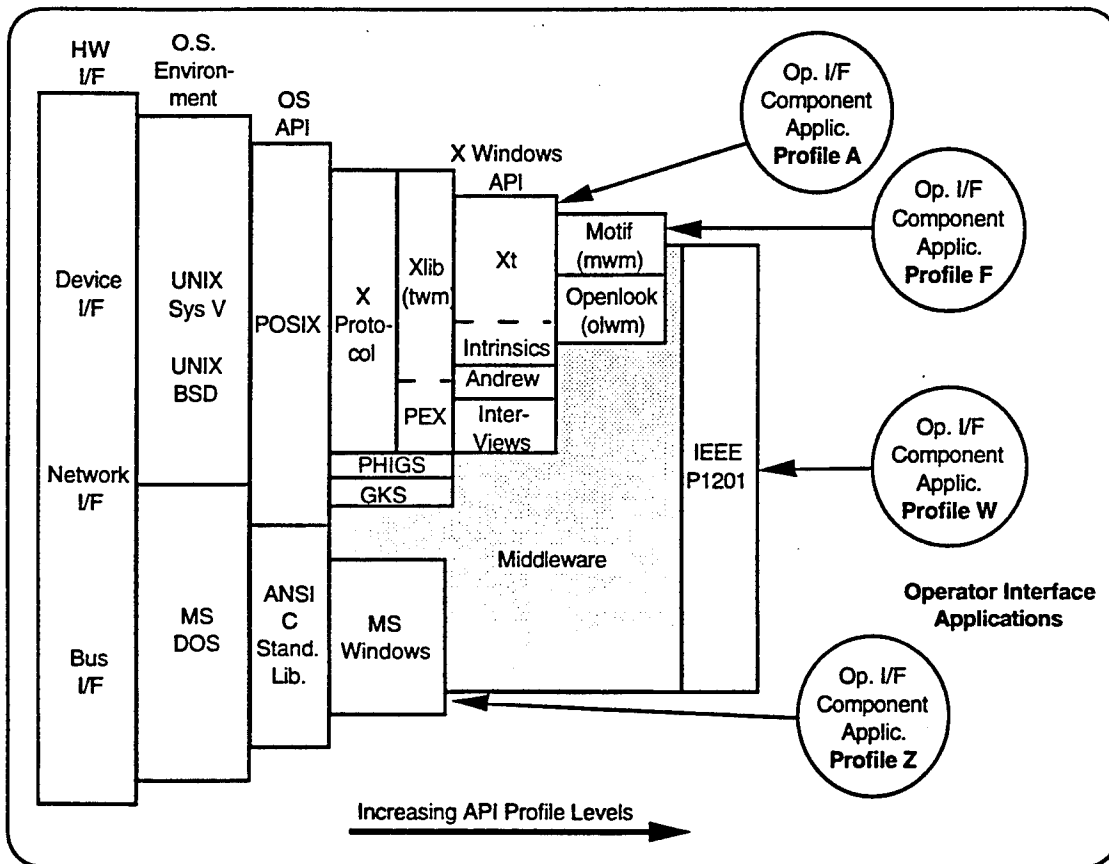 HW
I/F
O.S.
Environ-
ment
OS
API
X Windows
API
Device
I/F
Network
I/F
Bus
I/F
UNIX
Sys V
UNIX
BSD
MS
DOS
POSIX
ANSI
C
Stand.
Lib.
X
Proto-
col
Xlib
(twm)
PEX
PHIGS
GKS
MS
Windows
Xt
Intrinsics
Andrew
Inter-
Views
Motif
(mwm)
Openlook
(olwm)
Middleware
IEEE
P1201
Op. I/F
Component
Applic.
Profile A
Op. I/F
Component
Applic.
Profile F
Op. I/F
Component
Applic.
Profile W
Operator Interface
Applications
Op. I/F
Component
Applic.
Profile Z
Increasing API Profile Levels